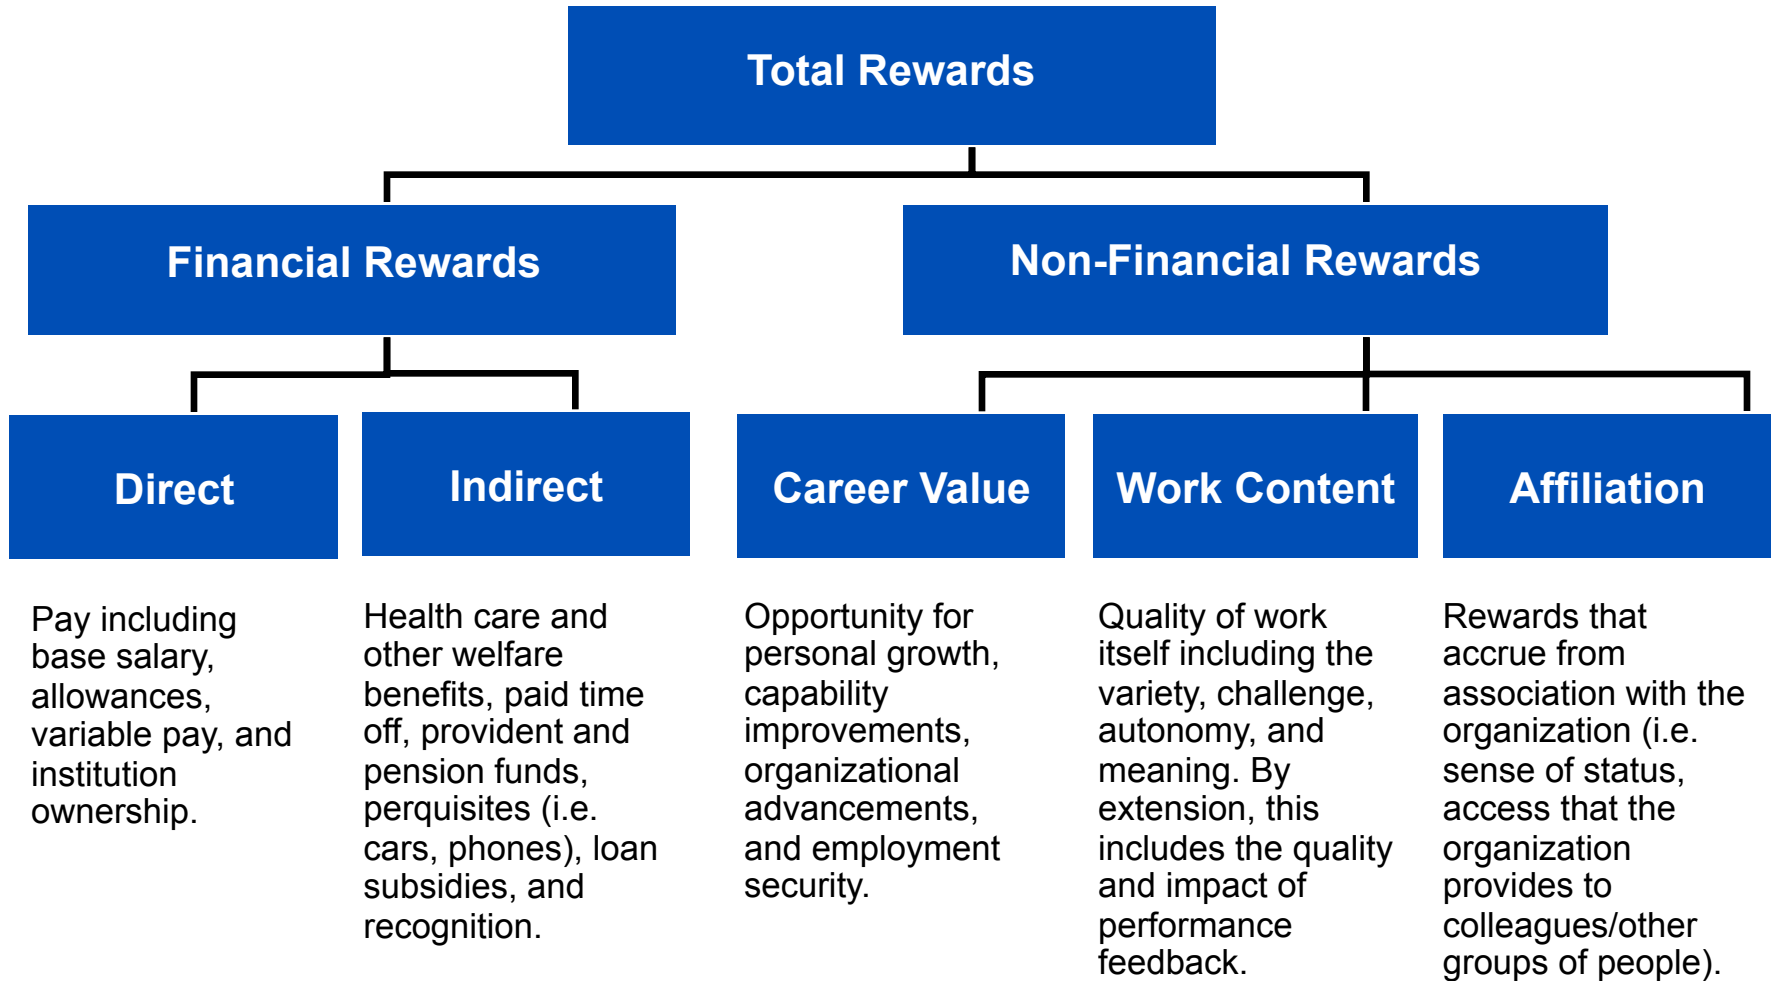 Total Rewards
Financial Rewards
Non-Financial Rewards
Direct
Indirect
Career Value
Work Content
Affiliation
Pay including
base salary,
allowances,
variable pay, and
institution
ownership.
Health care and
other welfare
benefits, paid time
off, provident and
pension funds,
perquisites (i.e.
cars, phones), loan
subsidies, and
recognition.
Opportunity for
personal growth,
capability
improvements,
organizational
advancements,
and employment
security.
Quality of work
itself including the
variety, challenge,
autonomy, and
meaning. By
extension, this
includes the quality
and impact of
performance
feedback.
Rewards that
accrue from
association with the
organization (i.e.
sense of status,
access that the
organization
provides to
colleagues/other
groups of people).